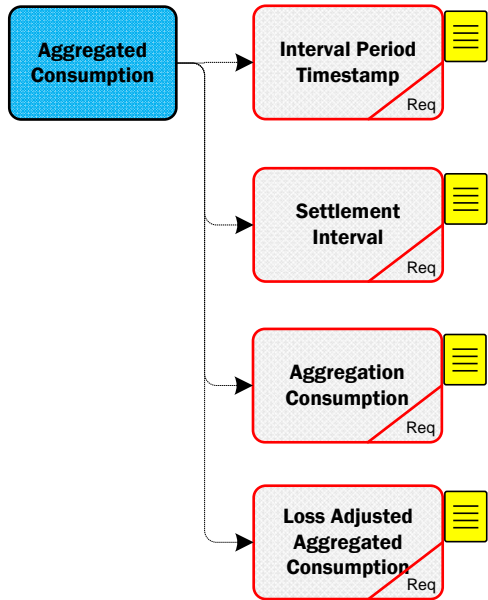 Aggregated
Consumption
Interval Period
Timestamp
Req
Settlement
Interval
Req
Aggregation
Consumption
Req
Loss Adjusted
Aggregated
Consumption
Req